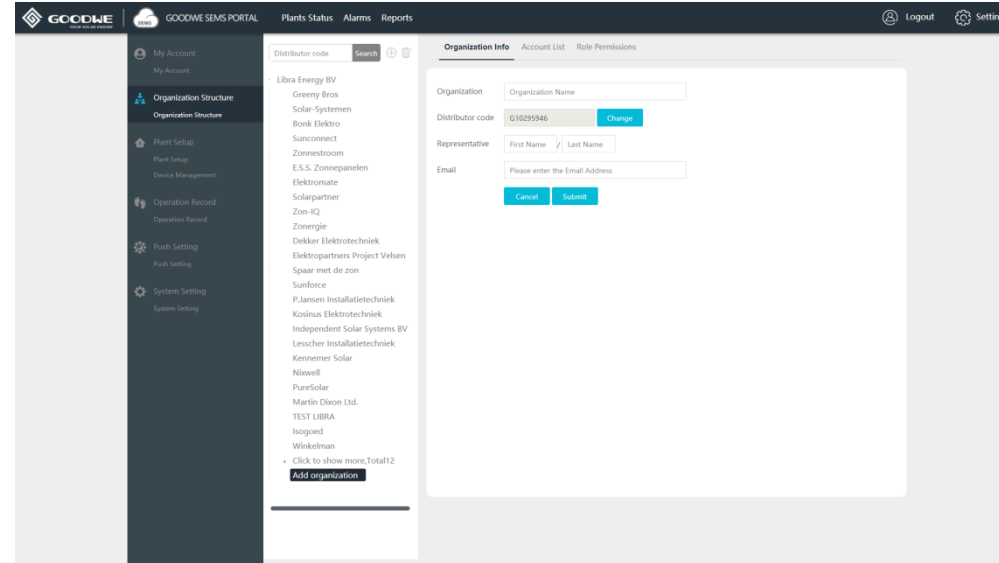 GOODWE
YOUR SOLAR ENGINE
SEMS
GOODWE SEMS PORTAL
Plants Status Alarms Reports
Logout
Settin
My Account
My Account
Organization Structure
Organization Structure
Plant Setup
Plant Setup
Device Management
Operation Record
Operation Record
Push Setting
Push Setting
System Setting
System Setting
Distributor code Search
- Libra Energy BV
Greeny Bros
Solar-Systemen
Bonk Elektro
Sunconnect
Zonnestroom
E.S.S. Zonnepanelen
Elektromate
Solarpartner
Zon-IQ
Zonergie
Dekker Elektrotechniek
Elektropartners Project Velsen
Spaar met de zon
Sunforce
P.Jansen Installatietechniek
Kosinus Elektrotechniek
Independent Solar Systems BV
Lesscher Installatietechniek
Kennemer Solar
Nixwell
PureSolar
Martin Dixon Ltd.
TEST LIBRA
Isogoed
Winkelman
+ Click to show more,Total12
Add organization
Organization Info Account List Role Permissions
Organization Organization Name
Distributor code G10295946 Change
Representative First Name / Last Name
Email Please enter the Email Address
Cancel Submit